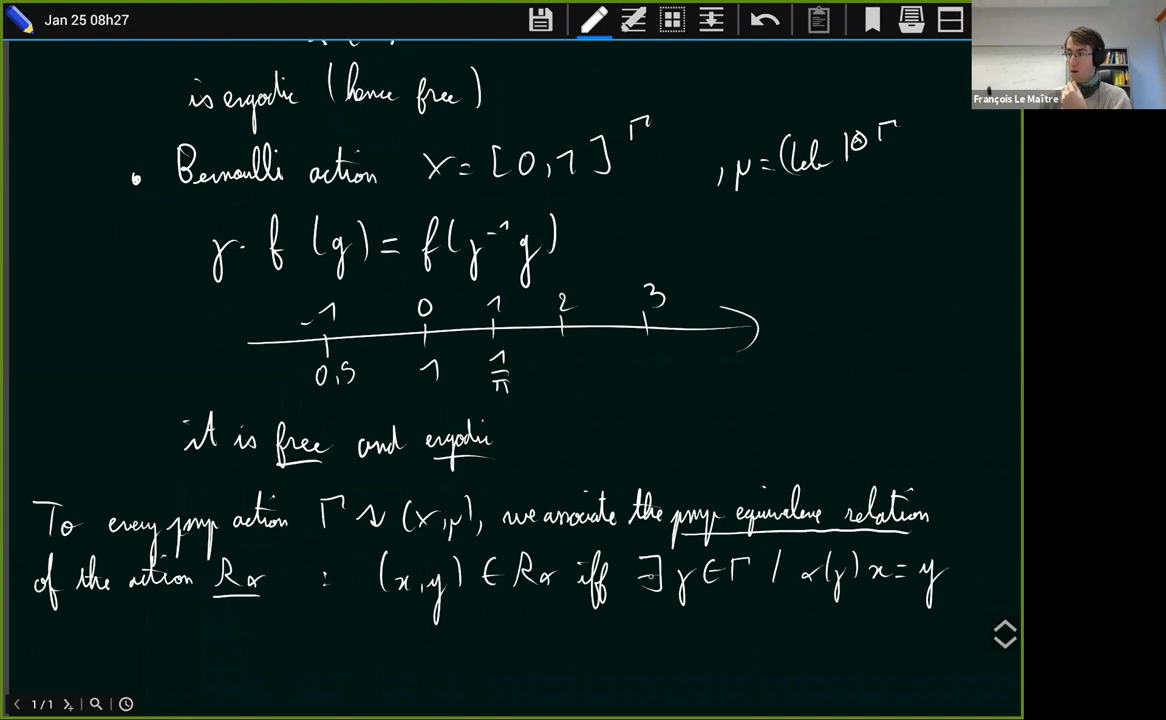 Jan 25 08h27
François Le Maître
is ergodic (hence free)
• Bernoulli action X = [0,1]^Γ , μ = (Leb)^{⊗Γ}
γ · f (g) = f(γ^{-1} g)
-1 0 1 2 3
0,5 1 1/π
it is free and ergodic
To every pmp action Γ ↷ (X,μ), we associate the pmp equivalence relation
of the action Rα : (x,y) ∈ Rα iff ∃ γ ∈ Γ / α(γ)x = y
1/1